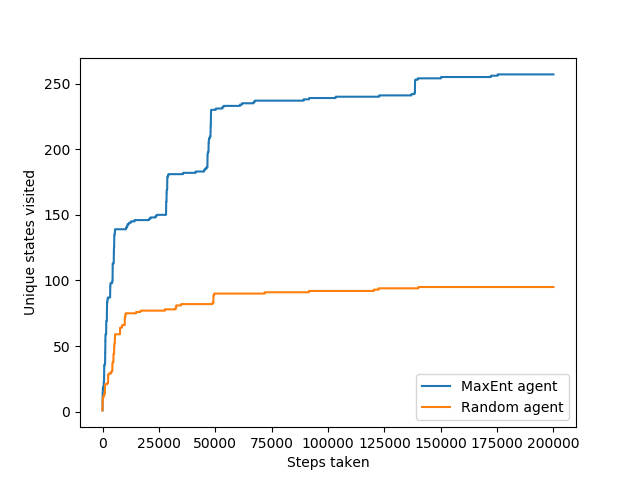 250
200
150
100
50
0
Unique states visited
0 25000 50000 75000 100000 125000 150000 175000 200000
Steps taken
MaxEnt agent
Random agent